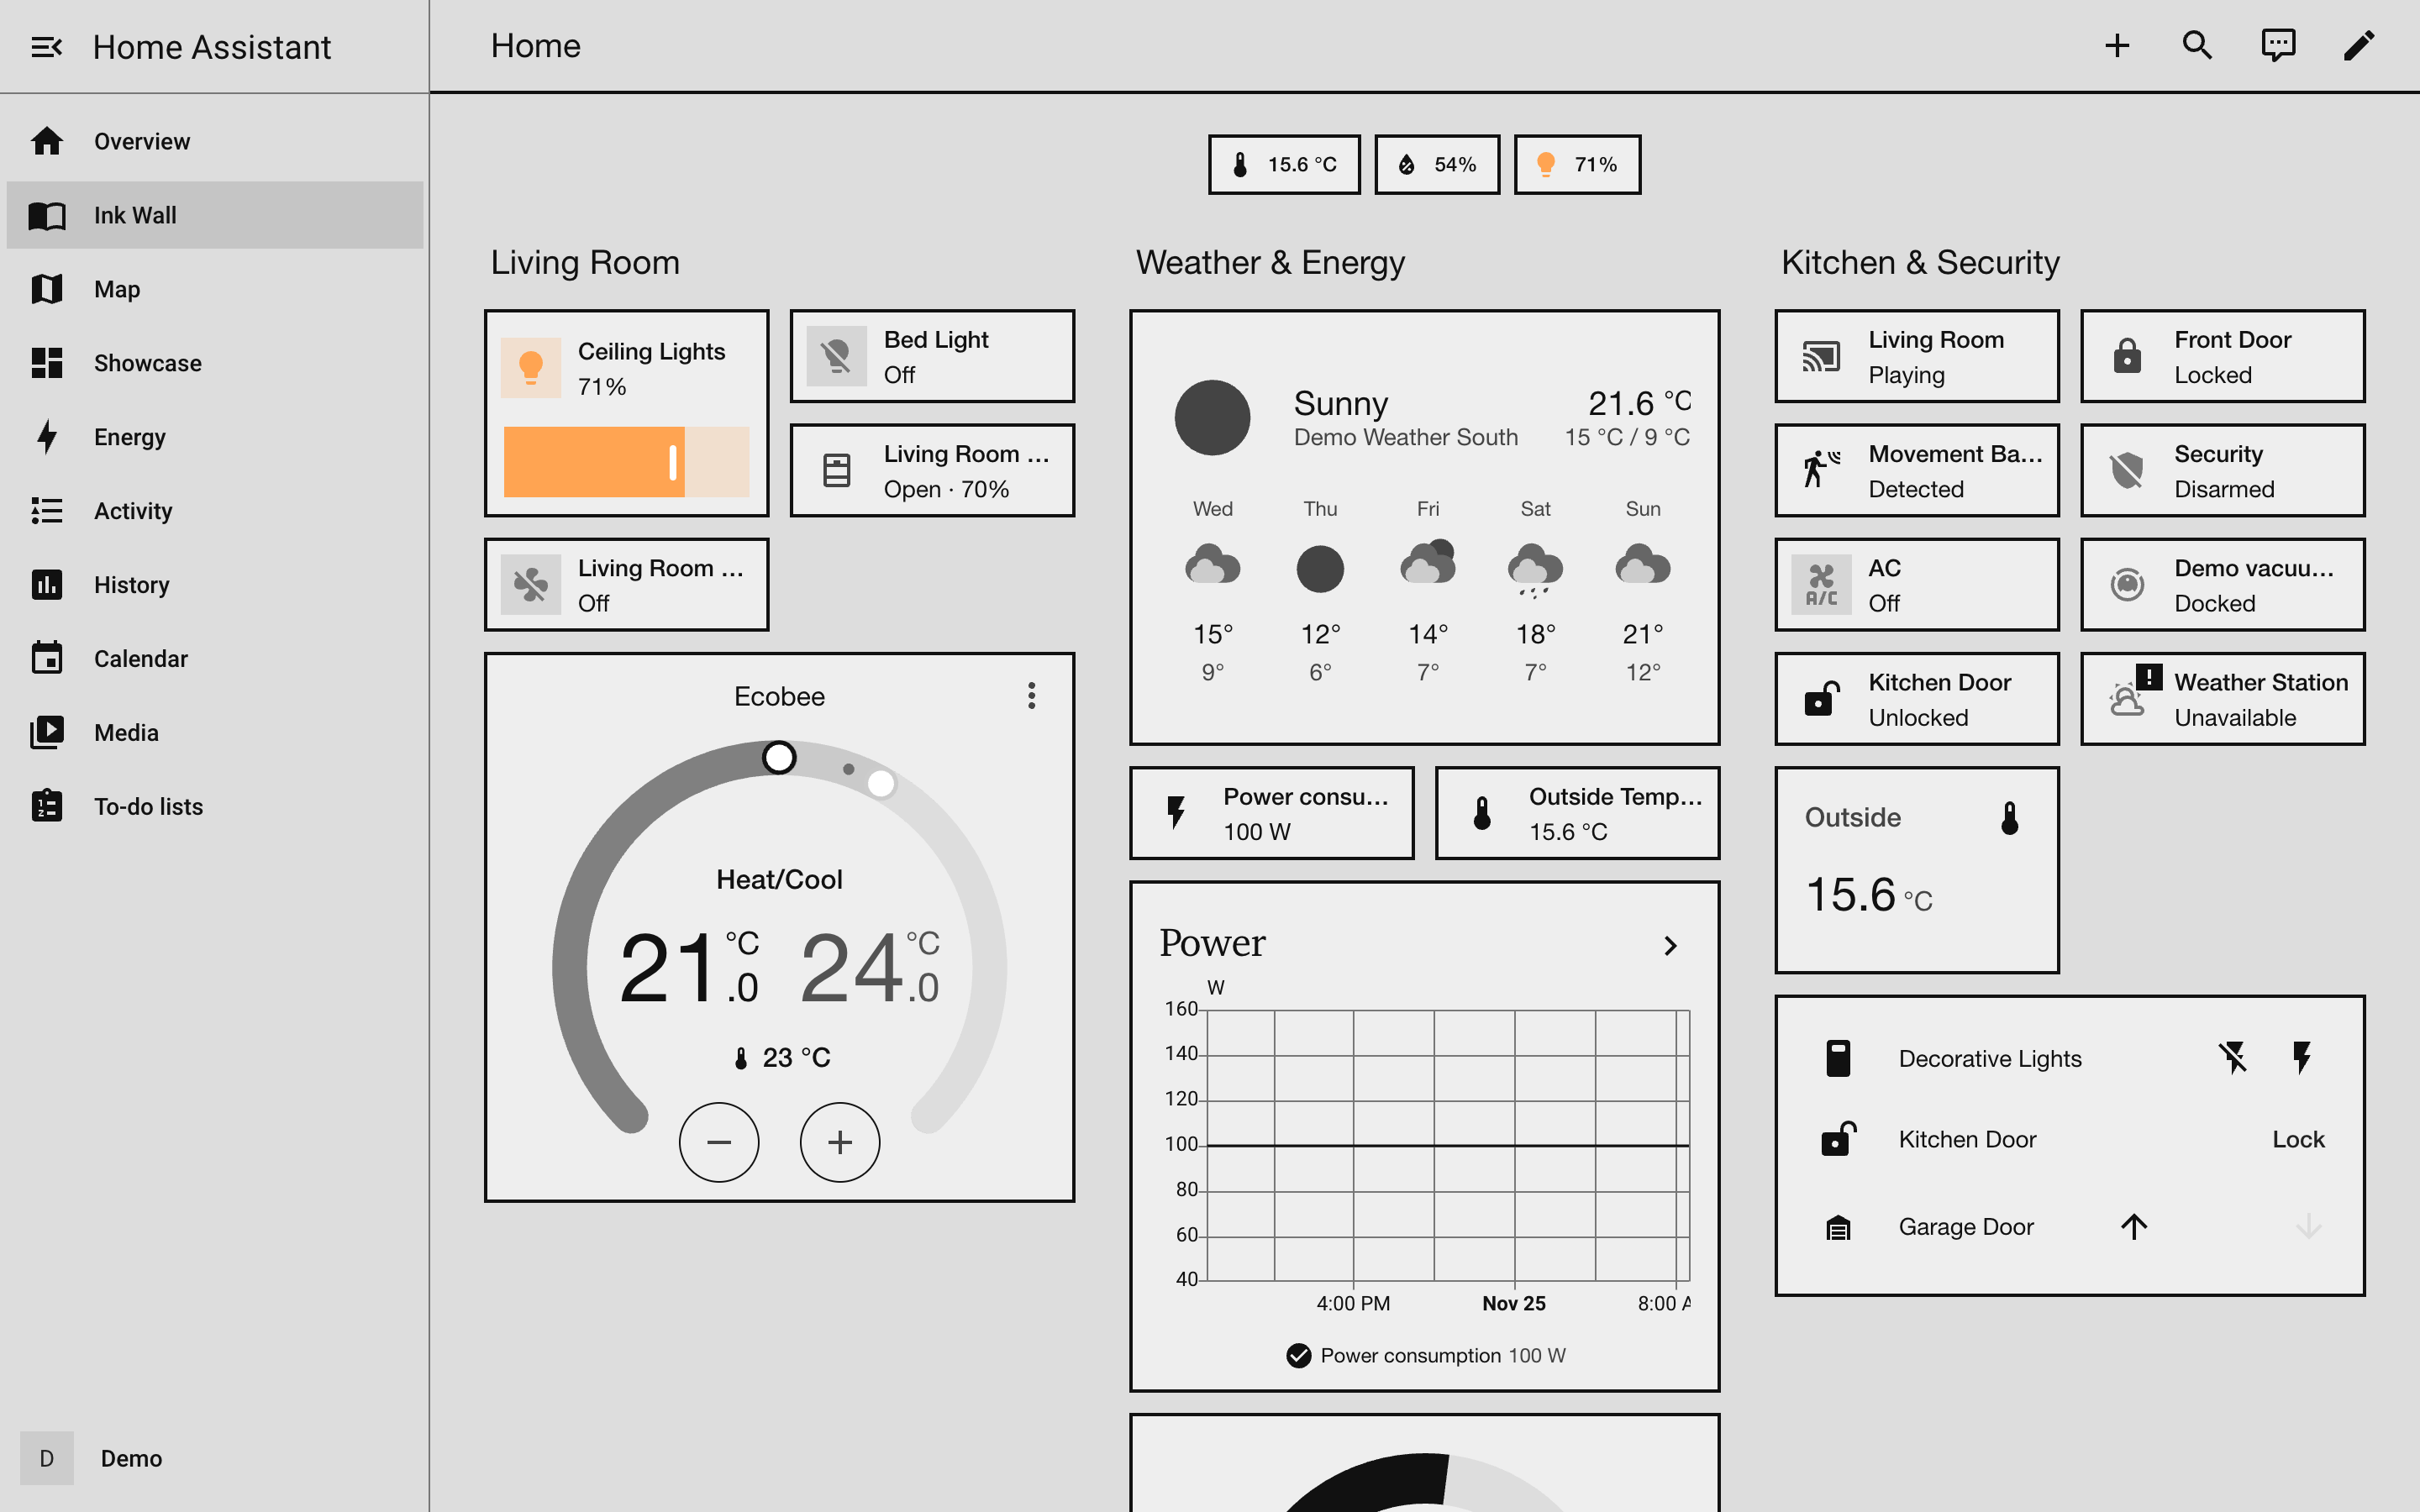 Home Assistant
Overview
Ink Wall
Map
Showcase
Energy
Activity
History
Calendar
Media
To-do lists
D
Demo
Home
15.6 °C
54%
71%
Living Room
Ceiling Lights
71%
Bed Light
Off
Living Room ...
Open · 70%
Living Room ...
Off
Ecobee
Heat/Cool
21.0 °C
24.0 °C
23 °C
Weather & Energy
Sunny
Demo Weather South
21.6 °C
15 °C / 9 °C
Wed Thu Fri Sat Sun
15° 12° 14° 18° 21°
9° 6° 7° 7° 12°
Power consu...
100 W
Outside Temp...
15.6 °C
Power
W
160
140
120
100
80
60
40
4:00 PM Nov 25 8:00 A
Power consumption 100 W
Kitchen & Security
Living Room
Playing
Front Door
Locked
Movement Ba...
Detected
Security
Disarmed
A/C
AC
Off
Demo vacuu...
Docked
Kitchen Door
Unlocked
!
Weather Station
Unavailable
Outside
15.6 °C
Decorative Lights
Kitchen Door
Lock
Garage Door